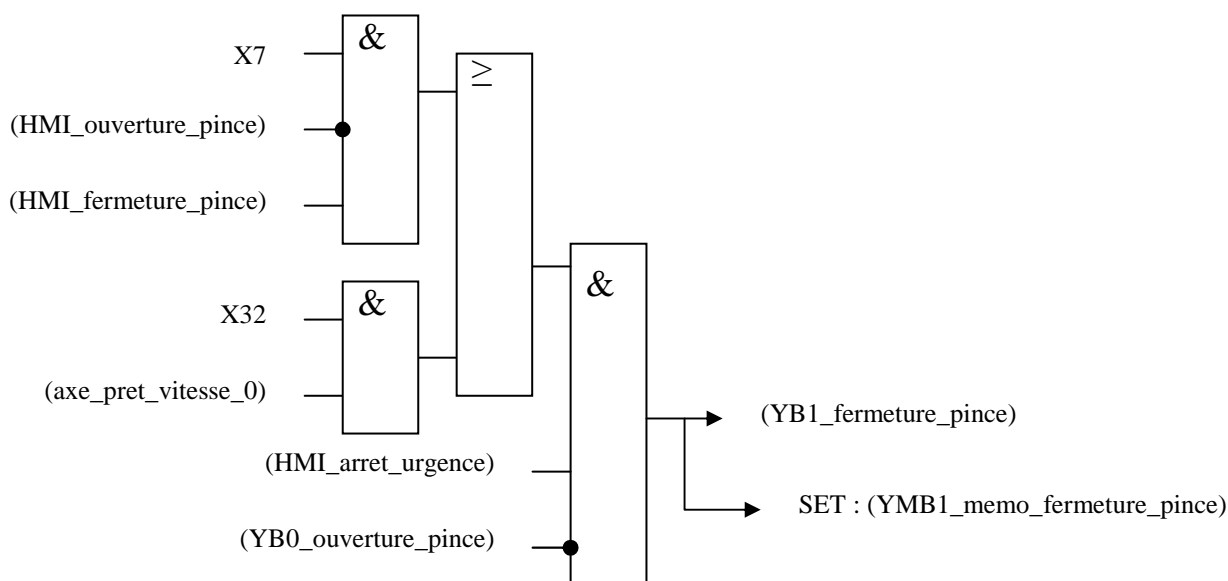 &
X7
≥
(HMI_ouverture_pince)
(HMI_fermeture_pince)
&
&
X32
(axe_pret_vitesse_0)
(YB1_fermeture_pince)
(HMI_arret_urgence)
SET : (YMB1_memo_fermeture_pince)
(YB0_ouverture_pince)